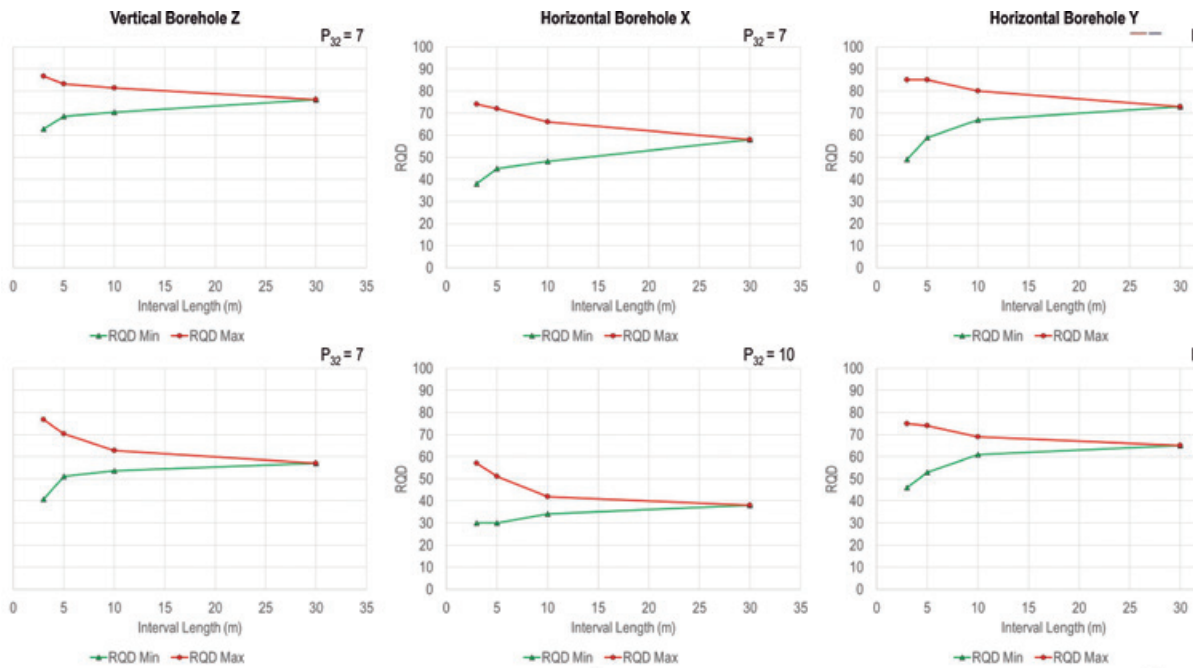 Vertical Borehole Z
P32 = 7
0 5 10 15 20 25 30 35
Interval Length (m)
RQD Min RQD Max
Horizontal Borehole X
P32 = 7
100
90
80
70
60
50
40
30
20
10
0
RQD
0 5 10 15 20 25 30 35
Interval Length (m)
RQD Min RQD Max
Horizontal Borehole Y
100
90
80
70
60
50
40
30
20
10
0
RQD
0 5 10 15 20 25 30
Interval Length (m)
RQD Min RQD Max
P32 = 7
0 5 10 15 20 25 30 35
Interval Length (m)
RQD Min RQD Max
P32 = 10
100
90
80
70
60
50
40
30
20
10
0
RQD
0 5 10 15 20 25 30 35
Interval Length (m)
RQD Min RQD Max
100
90
80
70
60
50
40
30
20
10
0
RQD
0 5 10 15 20 25 30
Interval Length (m)
RQD Min RQD Max